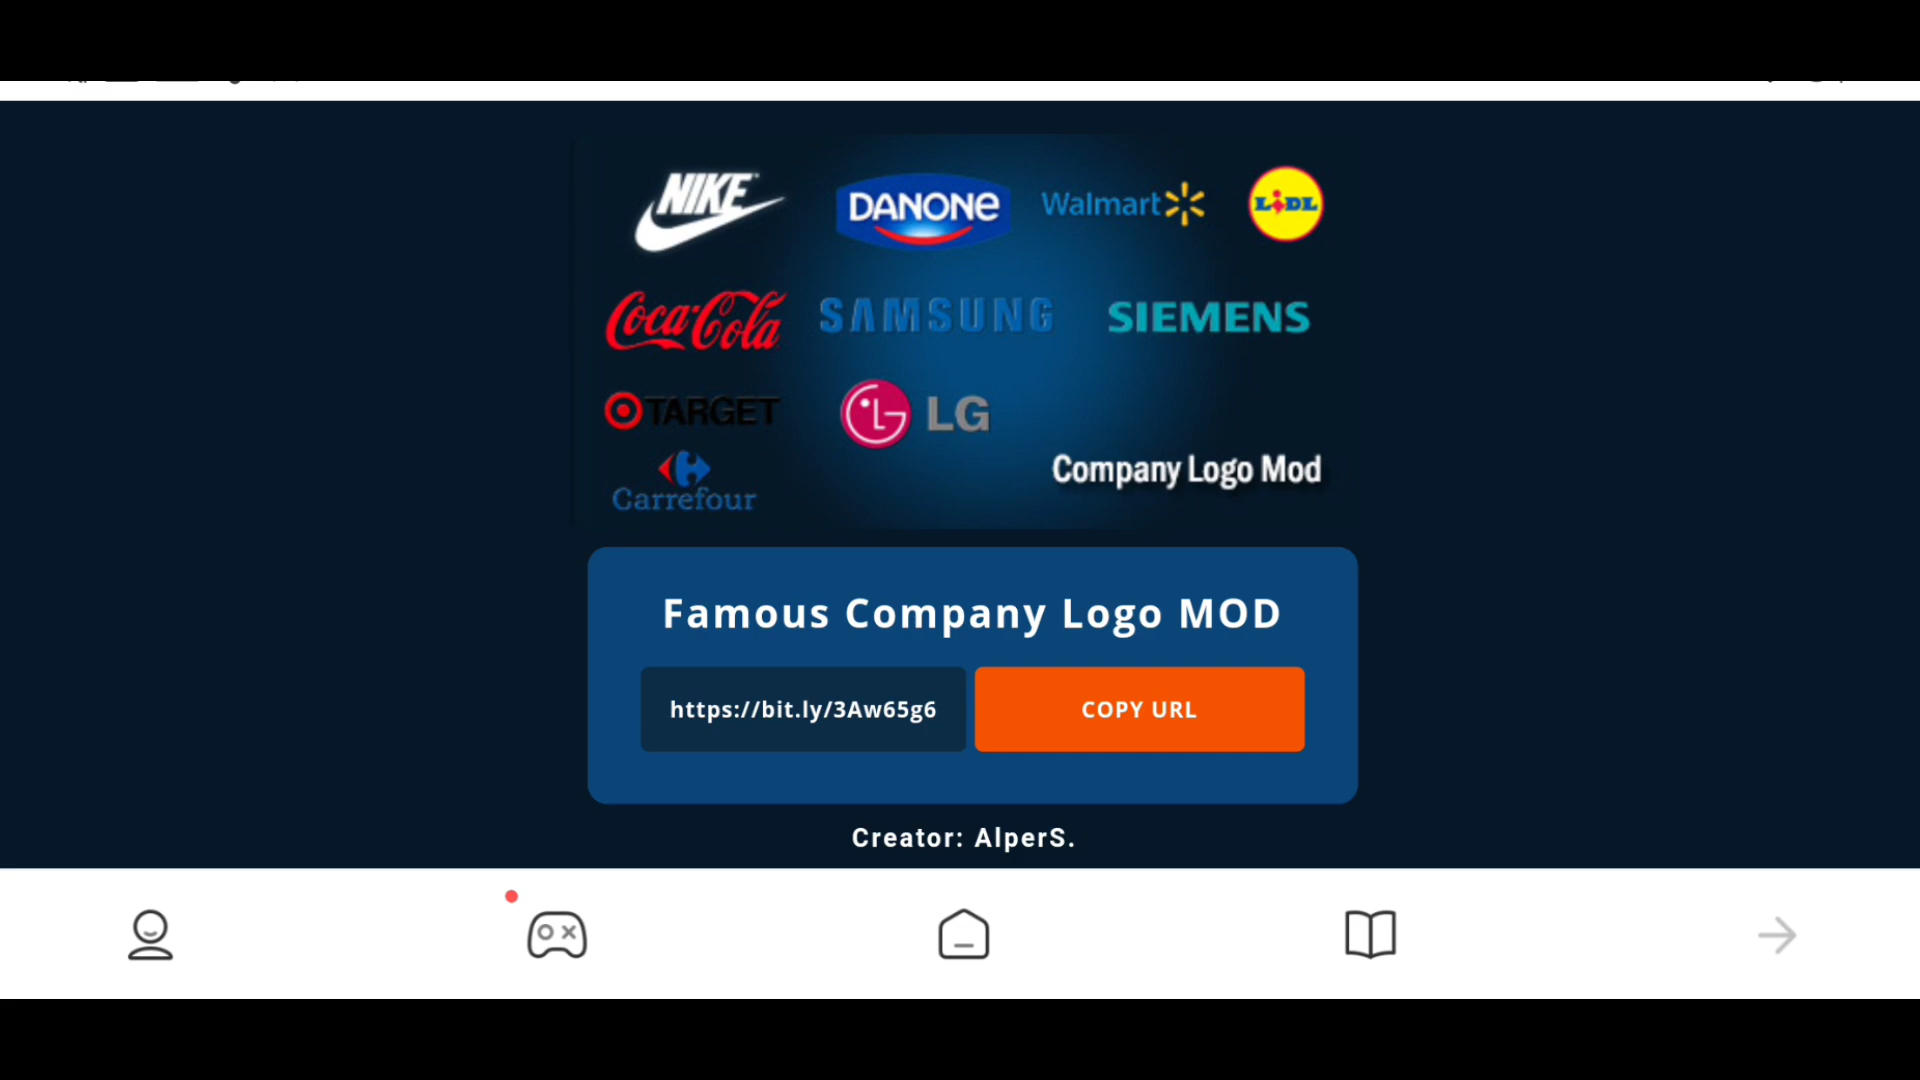 NIKE
DANONE
Walmart
LIDL
Coca-Cola
SAMSUNG
SIEMENS
TARGET
LG LG
Carrefour
Company Logo Mod
Famous Company Logo MOD
https://bit.ly/3Aw65g6
COPY URL
Creator: AlperS.